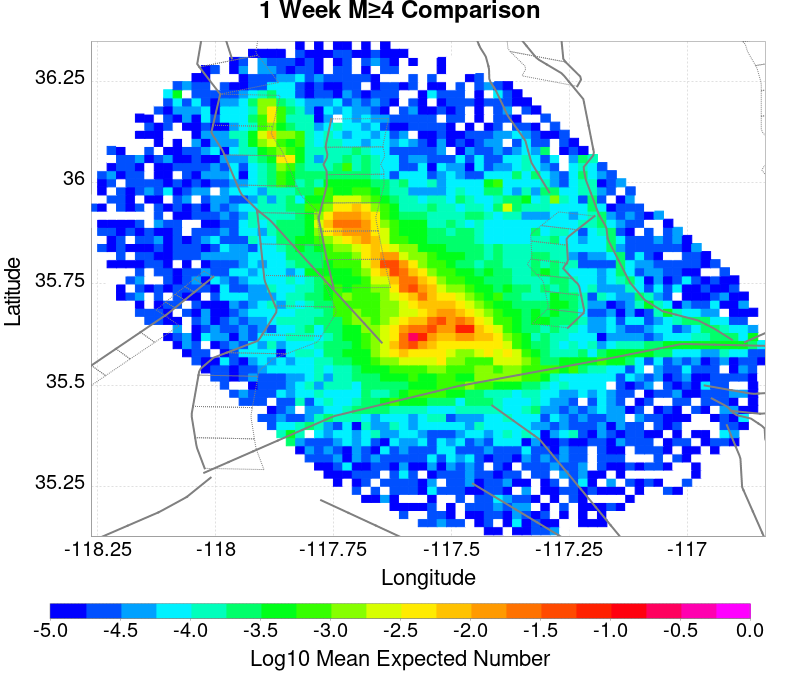 1 Week M≥4 Comparison
36.25
36
35.75
35.5
35.25
Latitude
-118.25 -118 -117.75 -117.5 -117.25 -117
Longitude
-5.0 -4.5 -4.0 -3.5 -3.0 -2.5 -2.0 -1.5 -1.0 -0.5 0.0
Log10 Mean Expected Number